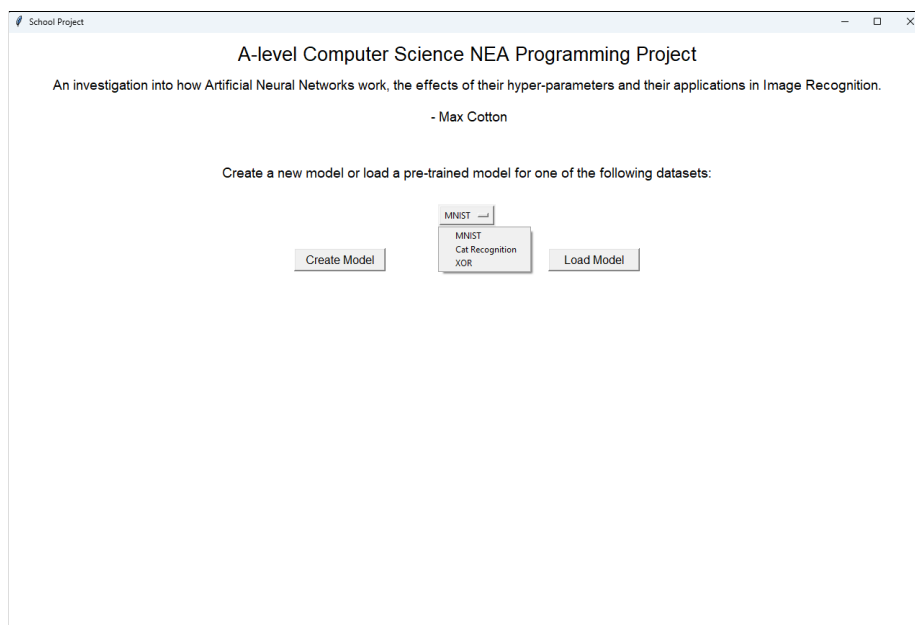 School Project
A-level Computer Science NEA Programming Project
An investigation into how Artificial Neural Networks work, the effects of their hyper-parameters and their applications in Image Recognition.
- Max Cotton
Create a new model or load a pre-trained model for one of the following datasets:
MNIST
MNIST
Cat Recognition
XOR
Create Model
Load Model